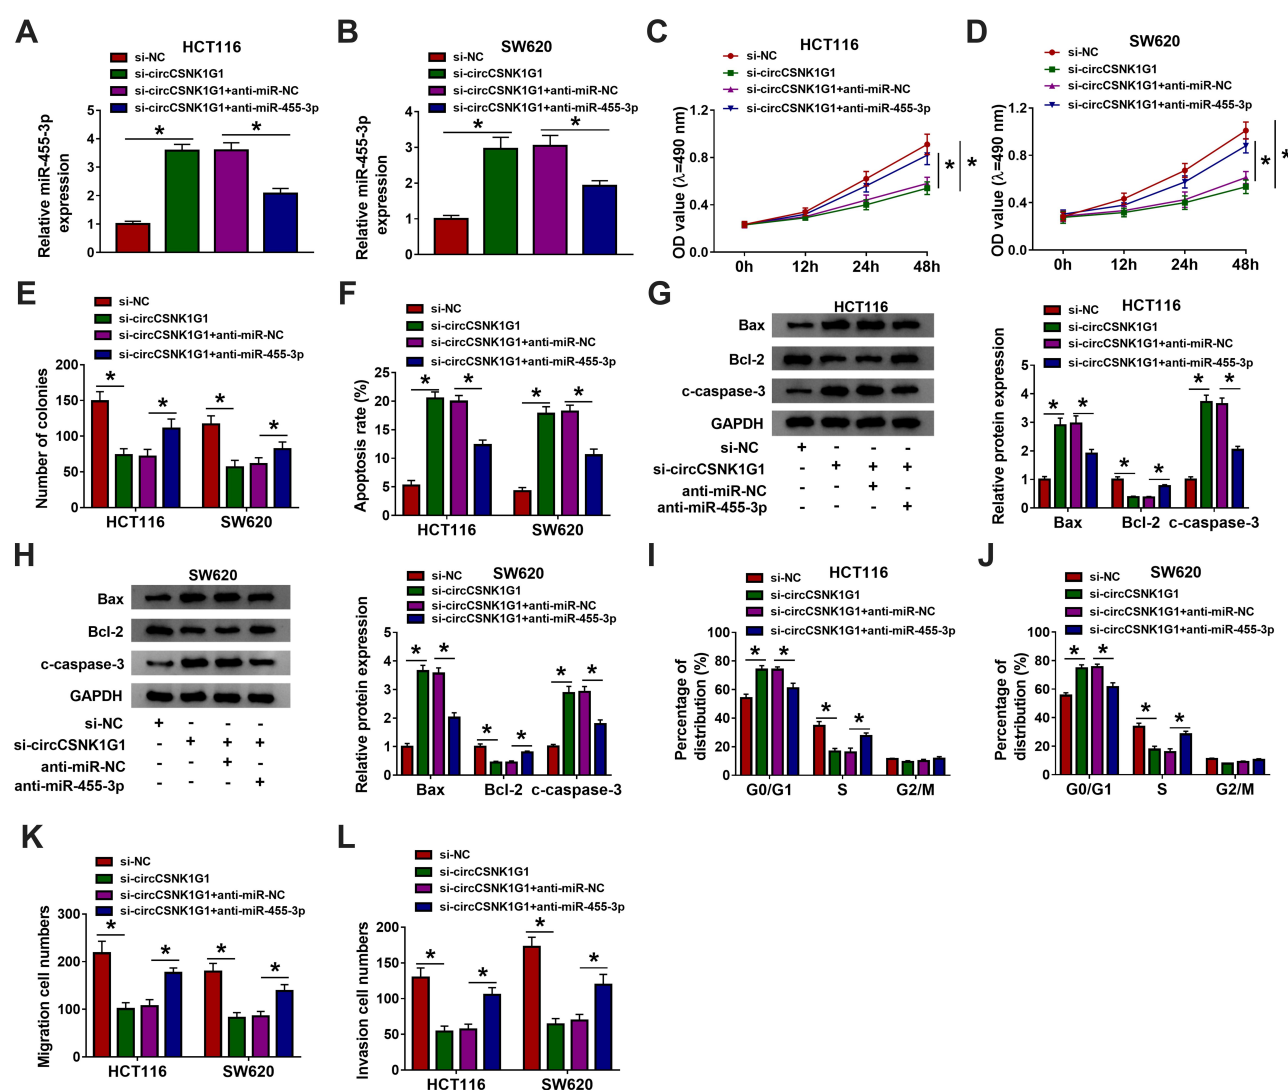 A
HCT116
si-NC
si-circCSNK1G1
si-circCSNK1G1+anti-miR-NC
si-circCSNK1G1+anti-miR-455-3p
Relative miR-455-3p
expression
5
4
3
2
1
0
* *
B
SW620
si-NC
si-circCSNK1G1
si-circCSNK1G1+anti-miR-NC
si-circCSNK1G1+anti-miR-455-3p
Relative miR-455-3p
expression
4
3
2
1
0
* *
C
HCT116
si-NC
si-circCSNK1G1
si-circCSNK1G1+anti-miR-NC
si-circCSNK1G1+anti-miR-455-3p
OD value (λ=490 nm)
1.2
0.8
0.4
0.0
0h 12h 24h 48h
* *
D
SW620
si-NC
si-circCSNK1G1
si-circCSNK1G1+anti-miR-NC
si-circCSNK1G1+anti-miR-455-3p
OD value (λ=490 nm)
1.2
0.8
0.4
0.0
0h 12h 24h 48h
* *
E
si-NC
si-circCSNK1G1
si-circCSNK1G1+anti-miR-NC
si-circCSNK1G1+anti-miR-455-3p
Number of colonies
200
150
100
50
0
* * * *
HCT116 SW620
F
si-NC
si-circCSNK1G1
si-circCSNK1G1+anti-miR-NC
si-circCSNK1G1+anti-miR-455-3p
Apoptosis rate (%)
25
20
15
10
5
0
* * * *
HCT116 SW620
G
HCT116
Bax
Bcl-2
c-caspase-3
GAPDH
si-NC + - - -
si-circCSNK1G1 - + + +
anti-miR-NC - - + -
anti-miR-455-3p - - - +
HCT116
si-NC
si-circCSNK1G1
si-circCSNK1G1+anti-miR-NC
si-circCSNK1G1+anti-miR-455-3p
Relative protein expression
5
4
3
2
1
0
* * * * * *
Bax Bcl-2 c-caspase-3
H
SW620
Bax
Bcl-2
c-caspase-3
GAPDH
si-NC + - - -
si-circCSNK1G1 - + + +
anti-miR-NC - - + -
anti-miR-455-3p - - - +
SW620
si-NC
si-circCSNK1G1
si-circCSNK1G1+anti-miR-NC
si-circCSNK1G1+anti-miR-455-3p
Relative protein expression
5
4
3
2
1
0
* * * * * *
Bax Bcl-2 c-caspase-3
I
HCT116
si-NC
si-circCSNK1G1
si-circCSNK1G1+anti-miR-NC
si-circCSNK1G1+anti-miR-455-3p
Percentage of
distribution (%)
100
80
60
40
20
0
* * * *
G0/G1 S G2/M
J
SW620
si-NC
si-circCSNK1G1
si-circCSNK1G1+anti-miR-NC
si-circCSNK1G1+anti-miR-455-3p
Percentage of
distribution (%)
100
80
60
40
20
0
* * * *
G0/G1 S G2/M
K
si-NC
si-circCSNK1G1
si-circCSNK1G1+anti-miR-NC
si-circCSNK1G1+anti-miR-455-3p
Migration cell numbers
300
200
100
0
* * * *
HCT116 SW620
L
si-NC
si-circCSNK1G1
si-circCSNK1G1+anti-miR-NC
si-circCSNK1G1+anti-miR-455-3p
Invasion cell numbers
200
150
100
50
0
* * * *
HCT116 SW620